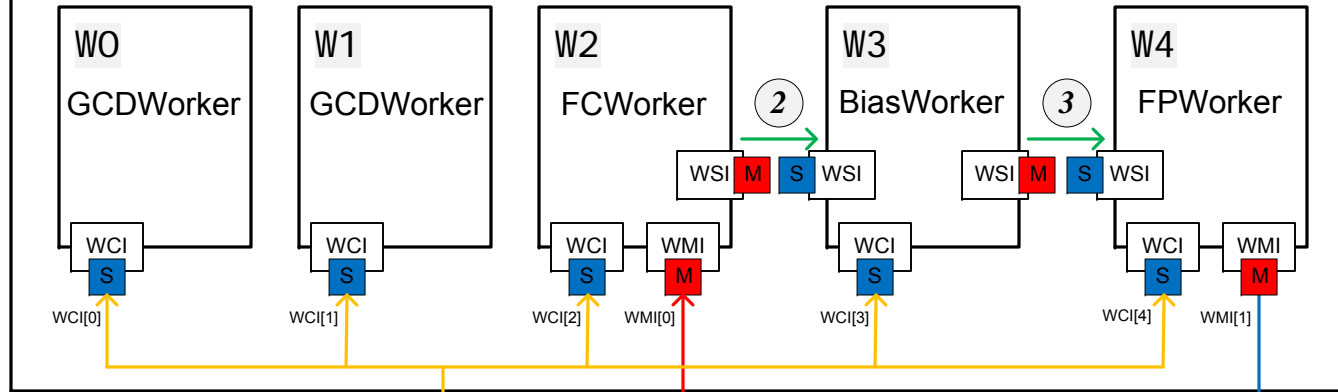 W0
GCDWorker
WCI
S
WCI[0]
W1
GCDWorker
WCI
S
WCI[1]
W2
FCWorker
WSI M
WCI
S
WCI[2]
WMI
M
WMI[0]
2
W3
BiasWorker
S WSI
WSI M
WCI
S
WCI[3]
3
W4
FPWorker
S WSI
WCI
S
WCI[4]
WMI
M
WMI[1]